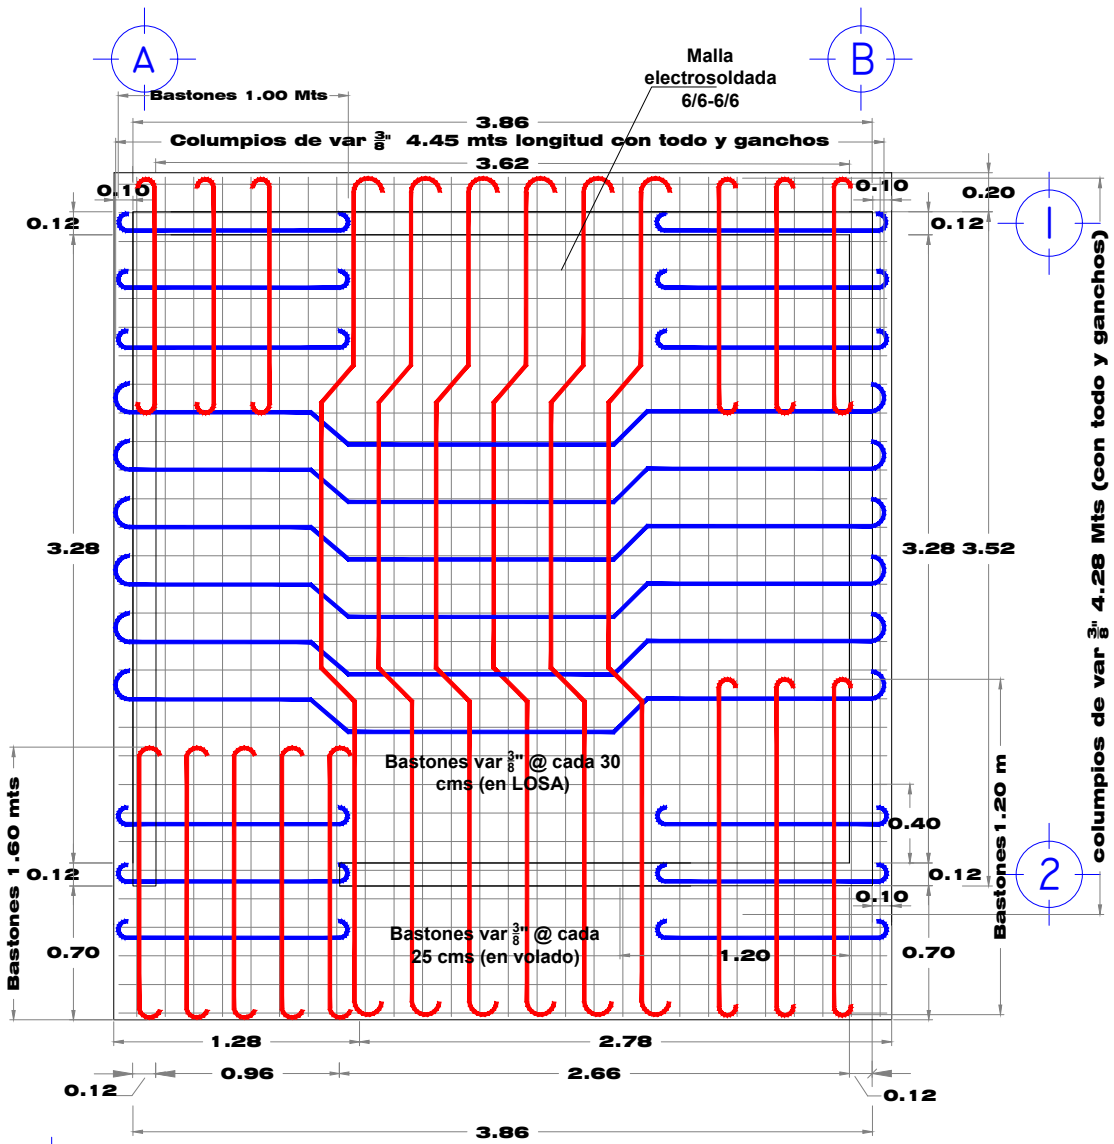 A
B
Malla
electrosoldada
6/6-6/6
Bastones 1.00 Mts
3.86
Columpios de var 3/8" 4.45 mts longitud con todo y ganchos
3.62
0.10
0.10
0.20
0.12
0.12
1
3.28
3.28 3.52
columpios de var 3/8" 4.28 Mts (con todo y ganchos)
Bastones var 3/8" @ cada 30
cms (en LOSA)
Bastones 1.60 mts
Bastones1.20 m
0.40
0.12
0.12
2
0.10
Bastones var 3/8" @ cada
25 cms (en volado)
0.70
1.20
0.70
1.28
2.78
0.96
2.66
0.12
0.12
3.86